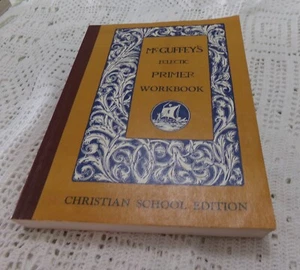 McGUFFEY'S
ECLECTIC
PRIMER
WORKBOOK
CHRISTIAN SCHOOL EDITION